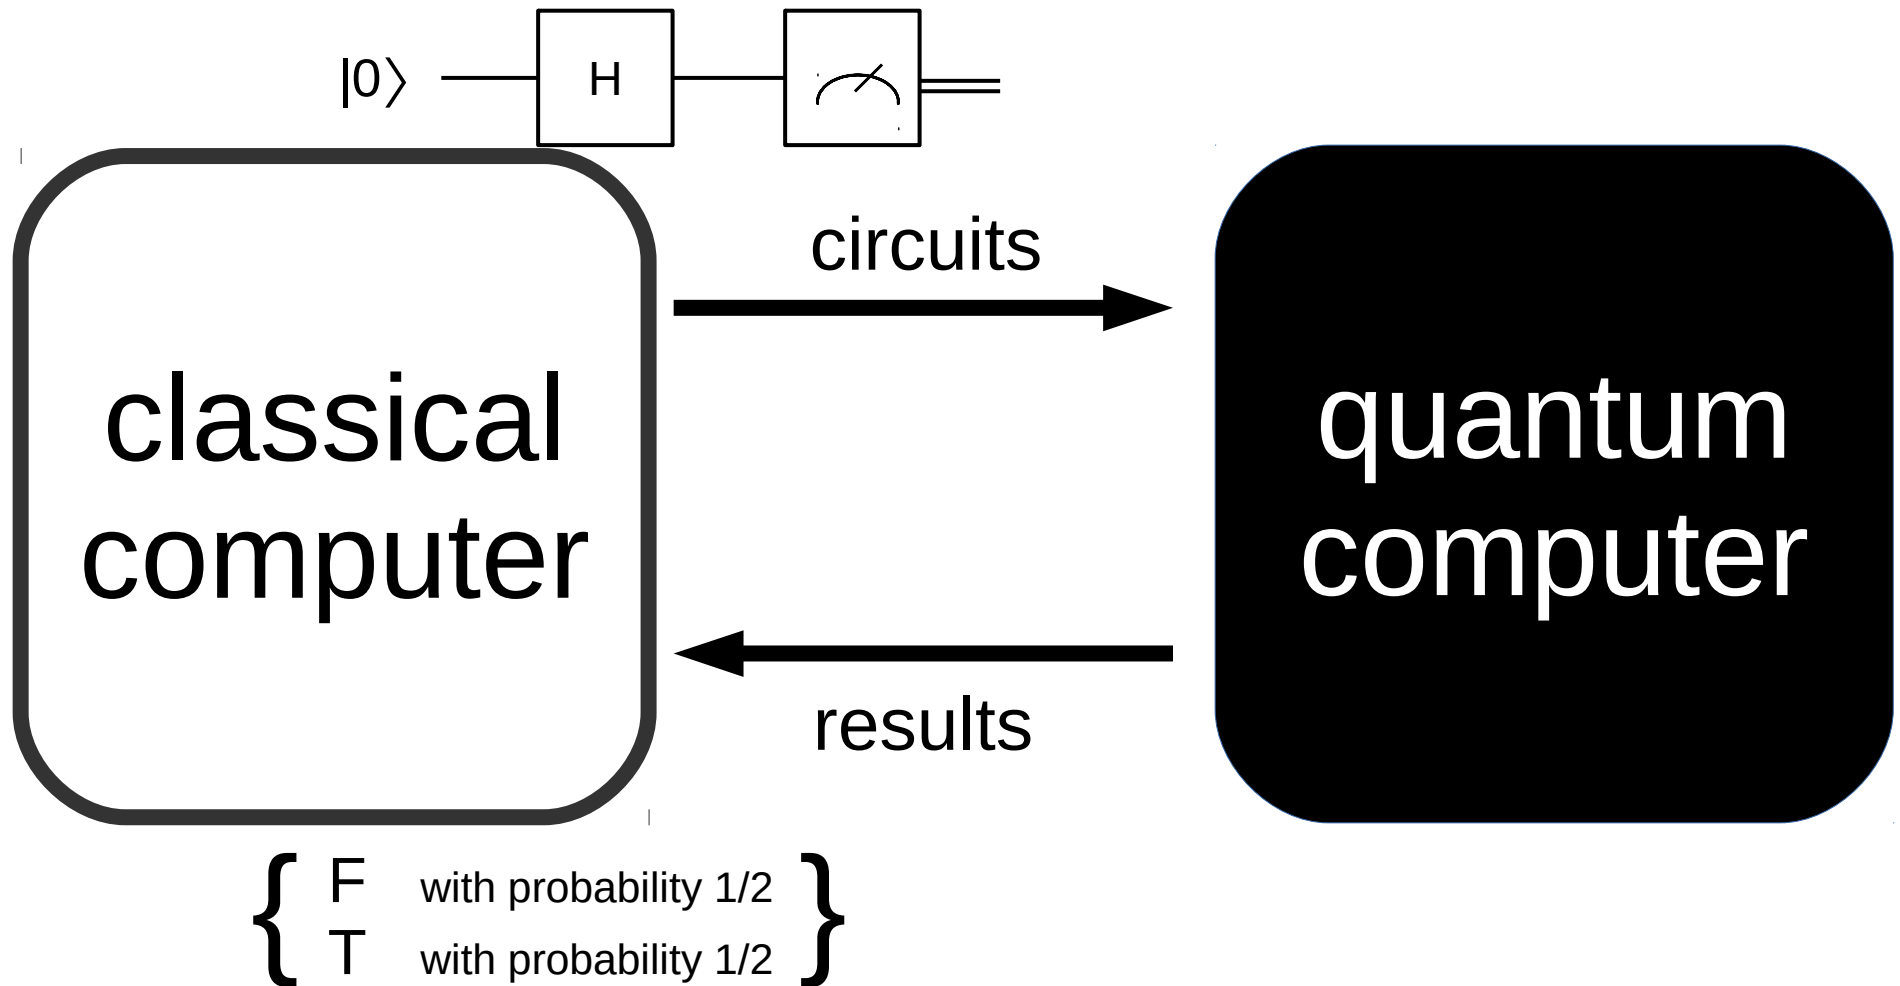 |0⟩ H
circuits
classical
computer
quantum
computer
results
{ F with probability 1/2 }
T with probability 1/2